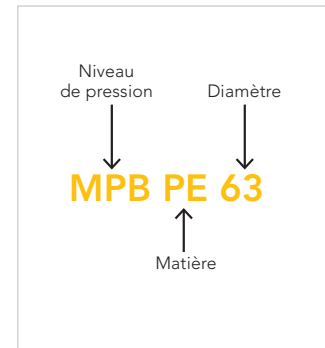 Niveau
de pression
Diamètre
MPB PE 63
Matière